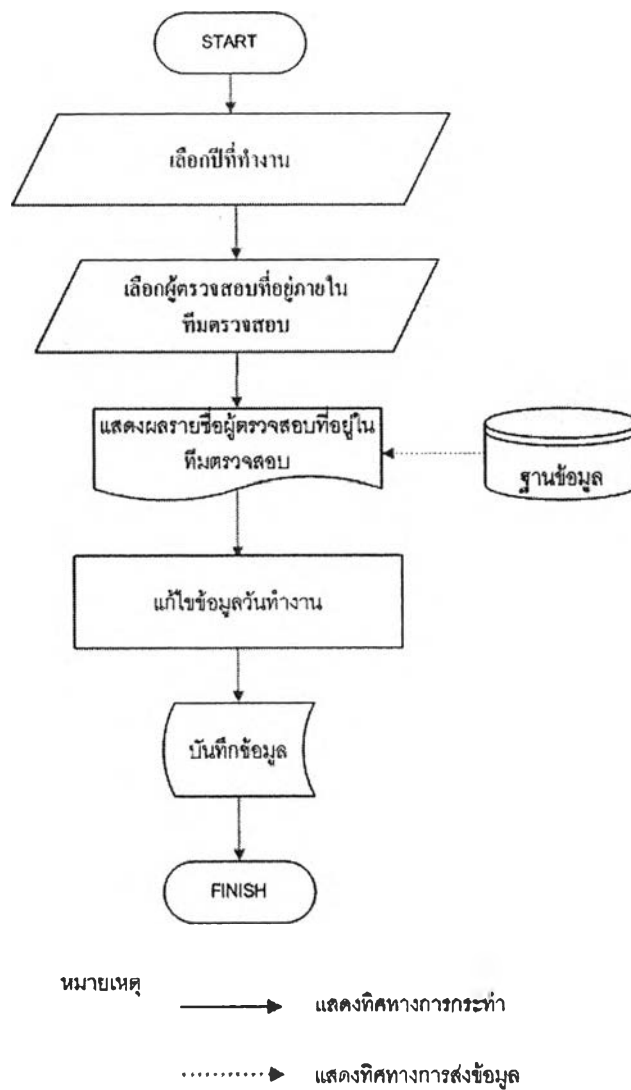 START
เลือกปีที่ทำงาน
เลือกผู้ตรวจสอบที่อยู่ภายใน
ทีมตรวจสอบ
แสดงผลรายชื่อผู้ตรวจสอบที่อยู่ใน
ทีมตรวจสอบ
ฐานข้อมูล
แก้ไขข้อมูลวันทำงาน
บันทึกข้อมูล
FINISH
หมายเหตุ
แสดงทิศทางการกระทำ
แสดงทิศทางการส่งข้อมูล